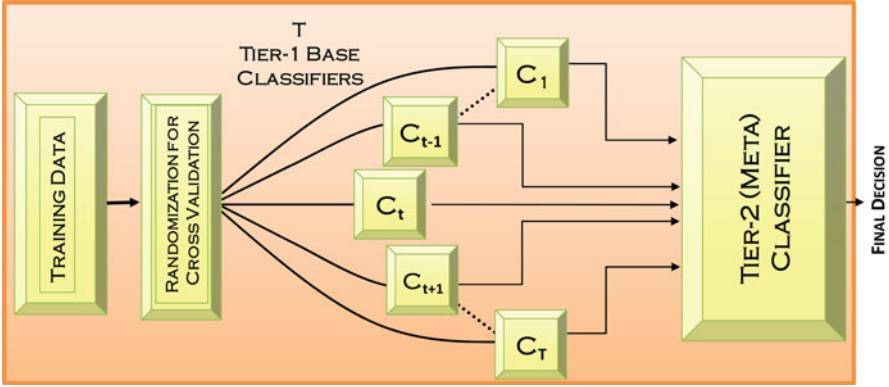 T
TIER-1 BASE
CLASSIFIERS
TRAINING DATA
RANDOMIZATION FOR
CROSS VALIDATION
C1
Ct-1
Ct
Ct+1
CT
TIER-2 (META)
CLASSIFIER
FINAL DECISION